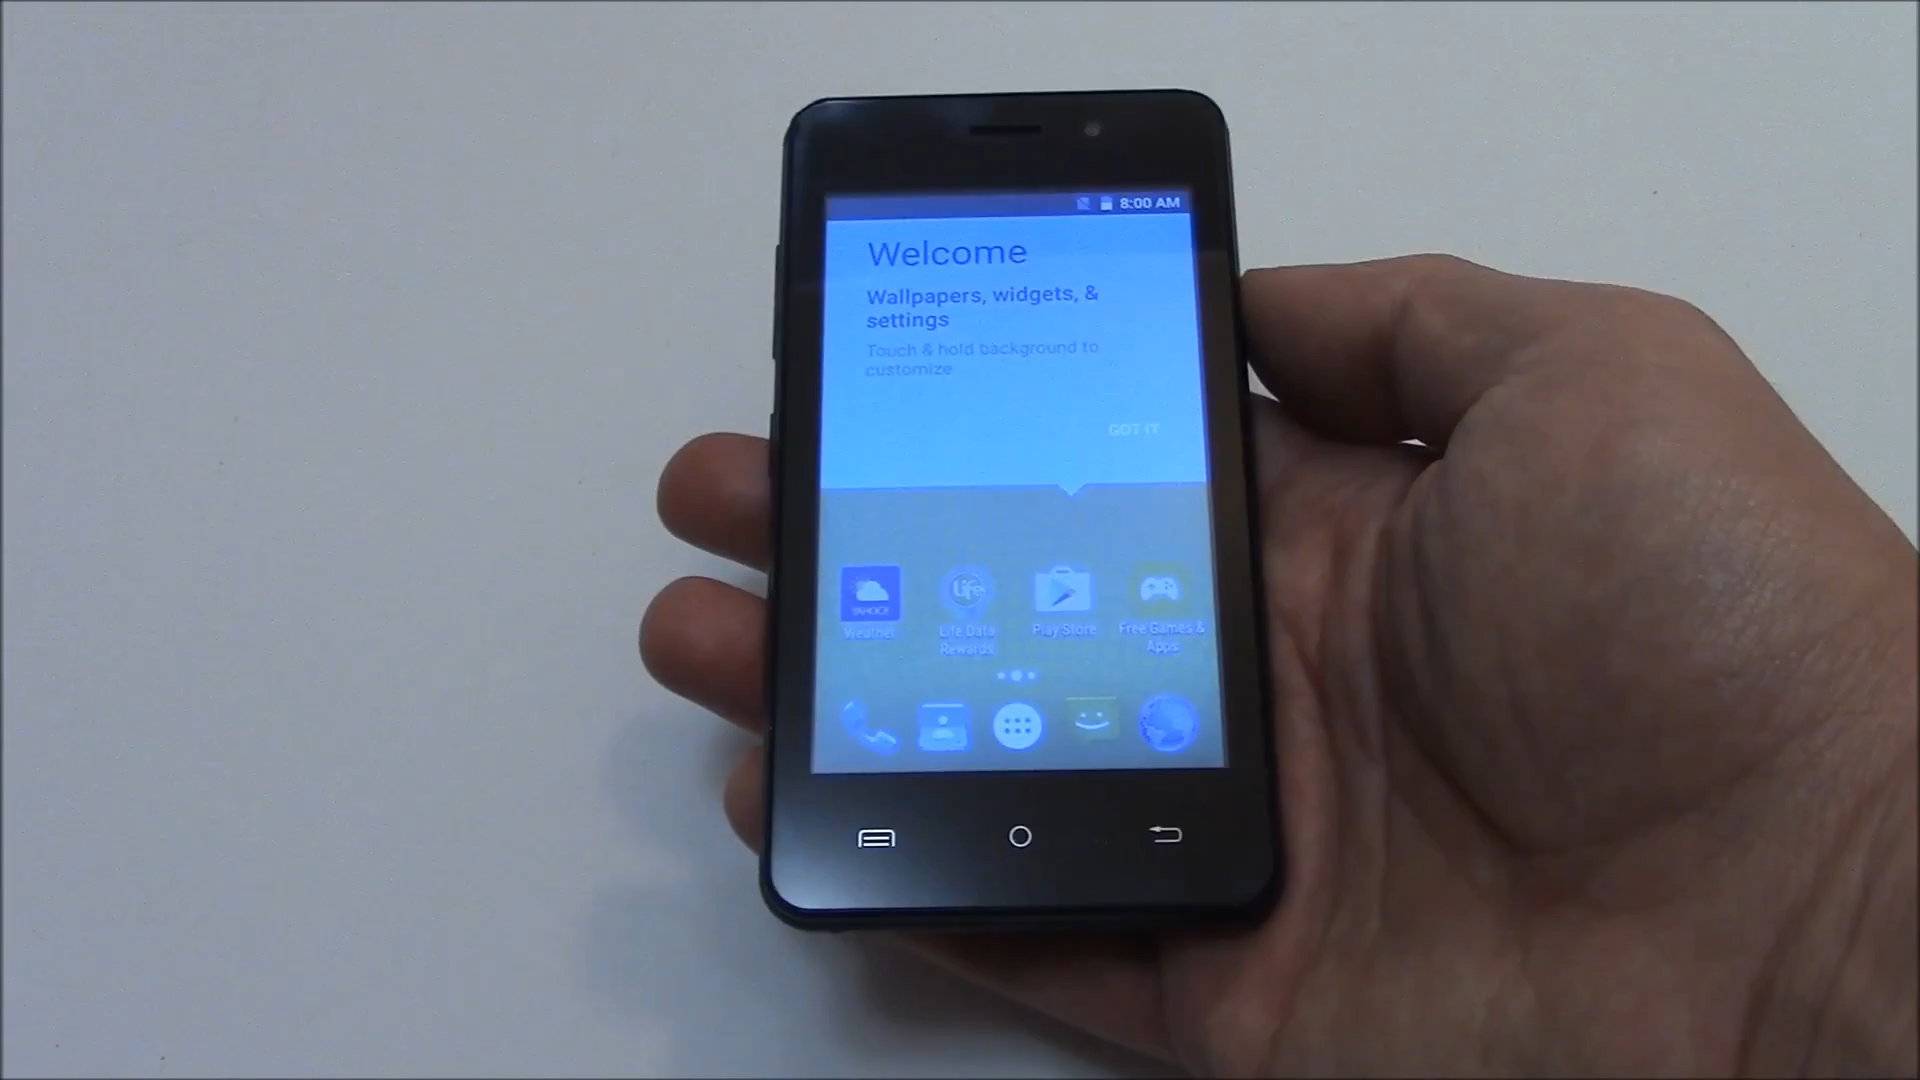 8:00 AM
Welcome
Wallpapers, widgets, &
settings
Touch & hold background to
customize
GOT IT
YAHOO!
Life
Weather
Life Data
Rewards
Play Store
Free Games &
Apps